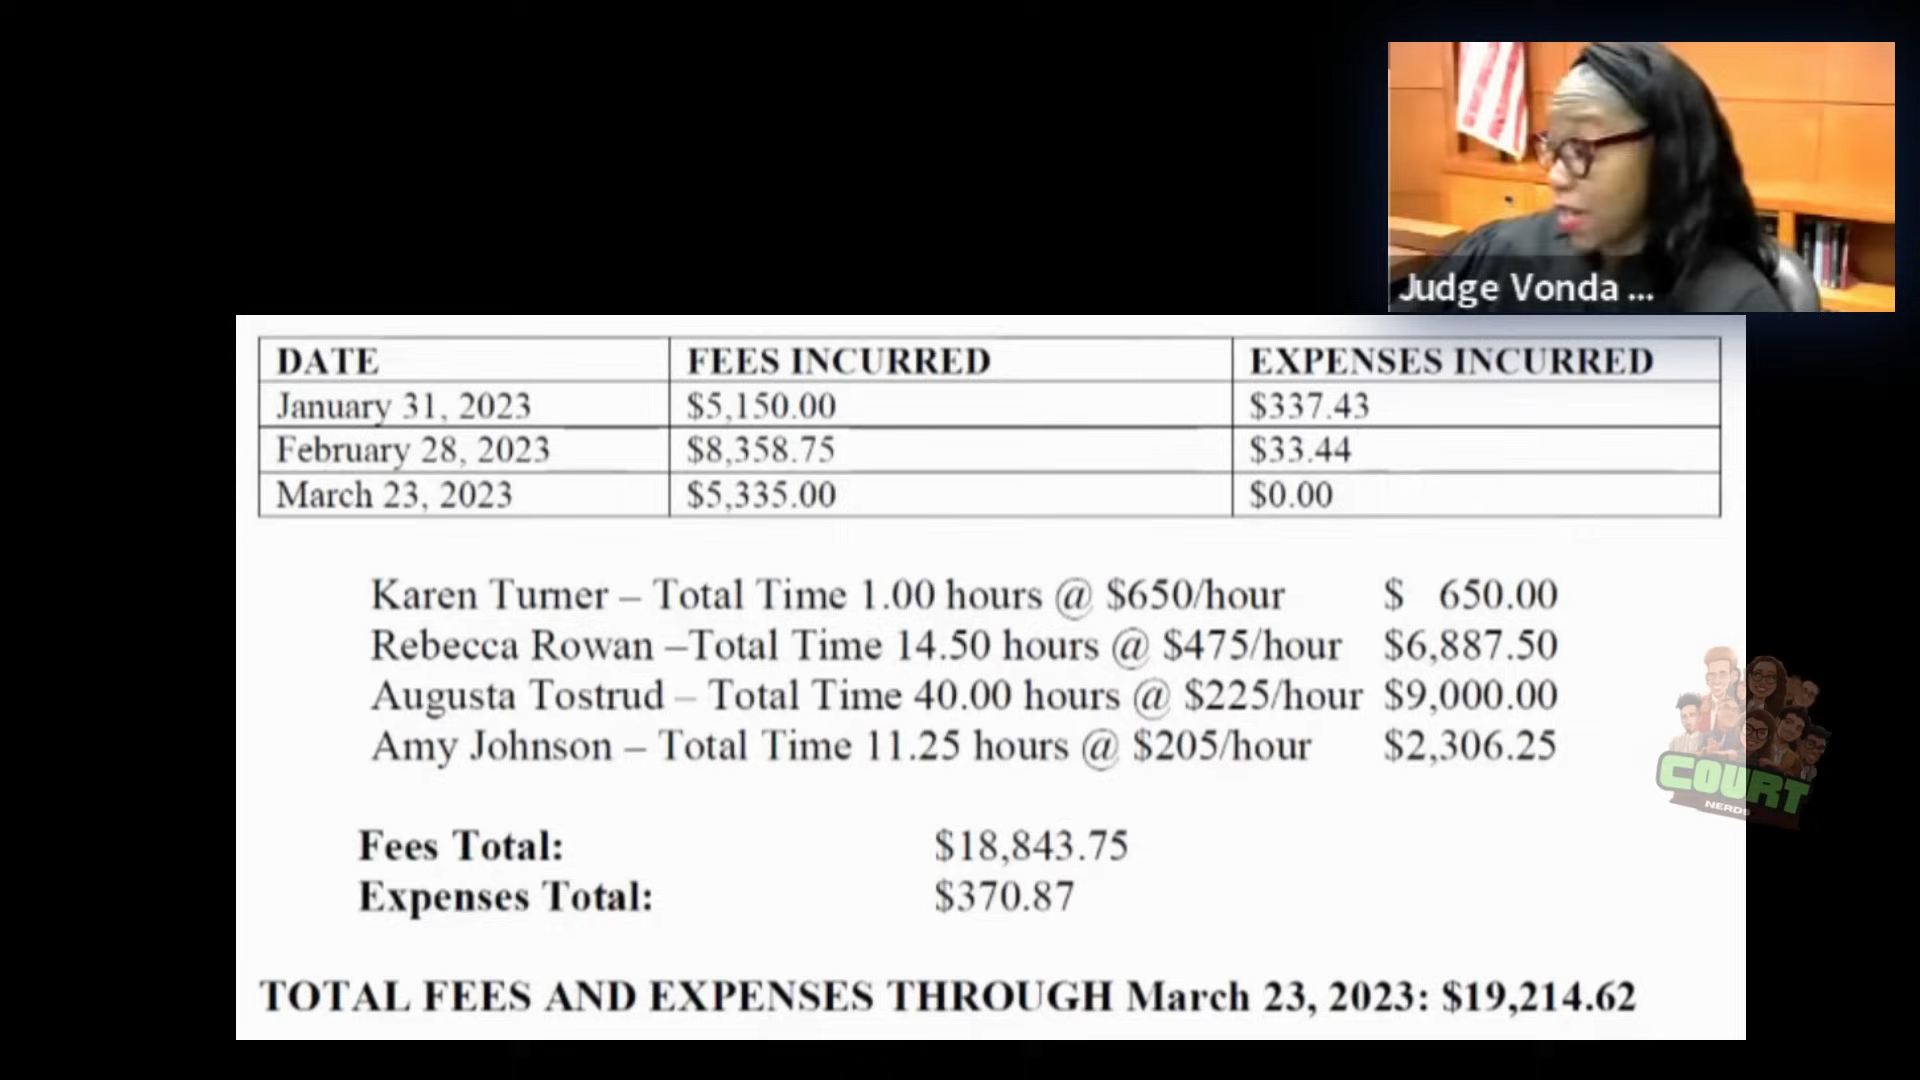 Judge Vonda ...
DATE FEES INCURRED EXPENSES INCURRED
January 31, 2023 $5,150.00 $337.43
February 28, 2023 $8,358.75 $33.44
March 23, 2023 $5,335.00 $0.00
Karen Turner – Total Time 1.00 hours @ $650/hour $ 650.00
Rebecca Rowan –Total Time 14.50 hours @ $475/hour $6,887.50
Augusta Tostrud – Total Time 40.00 hours @ $225/hour $9,000.00
Amy Johnson – Total Time 11.25 hours @ $205/hour $2,306.25
COURT
NERDS
Fees Total: $18,843.75
Expenses Total: $370.87
TOTAL FEES AND EXPENSES THROUGH March 23, 2023: $19,214.62